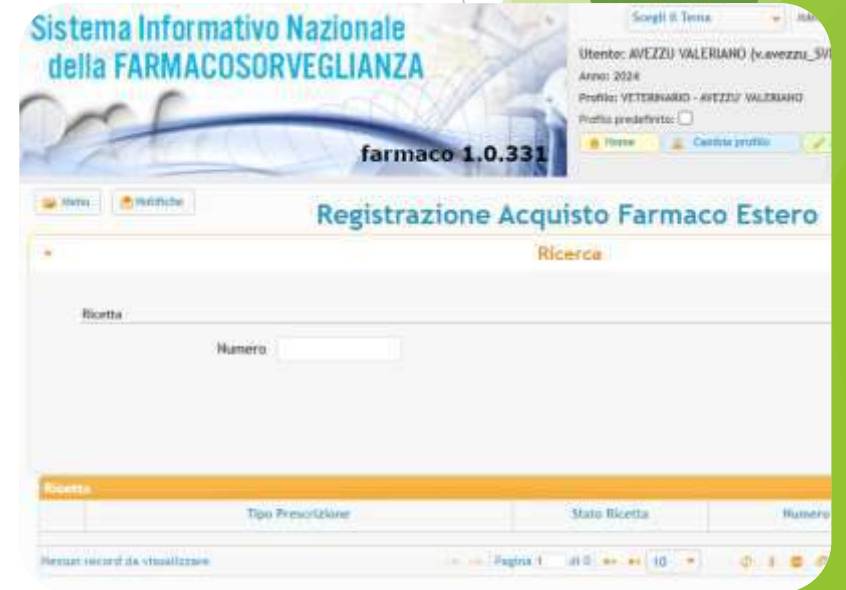 Sistema Informativo Nazionale
della FARMACOSORVEGLIANZA
farmaco 1.0.331
Scegli il Tema
Utente: AVEZZU VALERIANO (v.avezzu_SV
Anno: 2024
Profilo: VETERINARIO - AVEZZU' VALERIANO
Profilo predefinito:
Home Cambia profilo
Menu Notifiche
Registrazione Acquisto Farmaco Estero
Ricerca
Ricetta
Numero
Ricetta
Tipo Prescrizione Stato Ricetta Numero
Nessun record da visualizzare Pagina 1 di 0 10